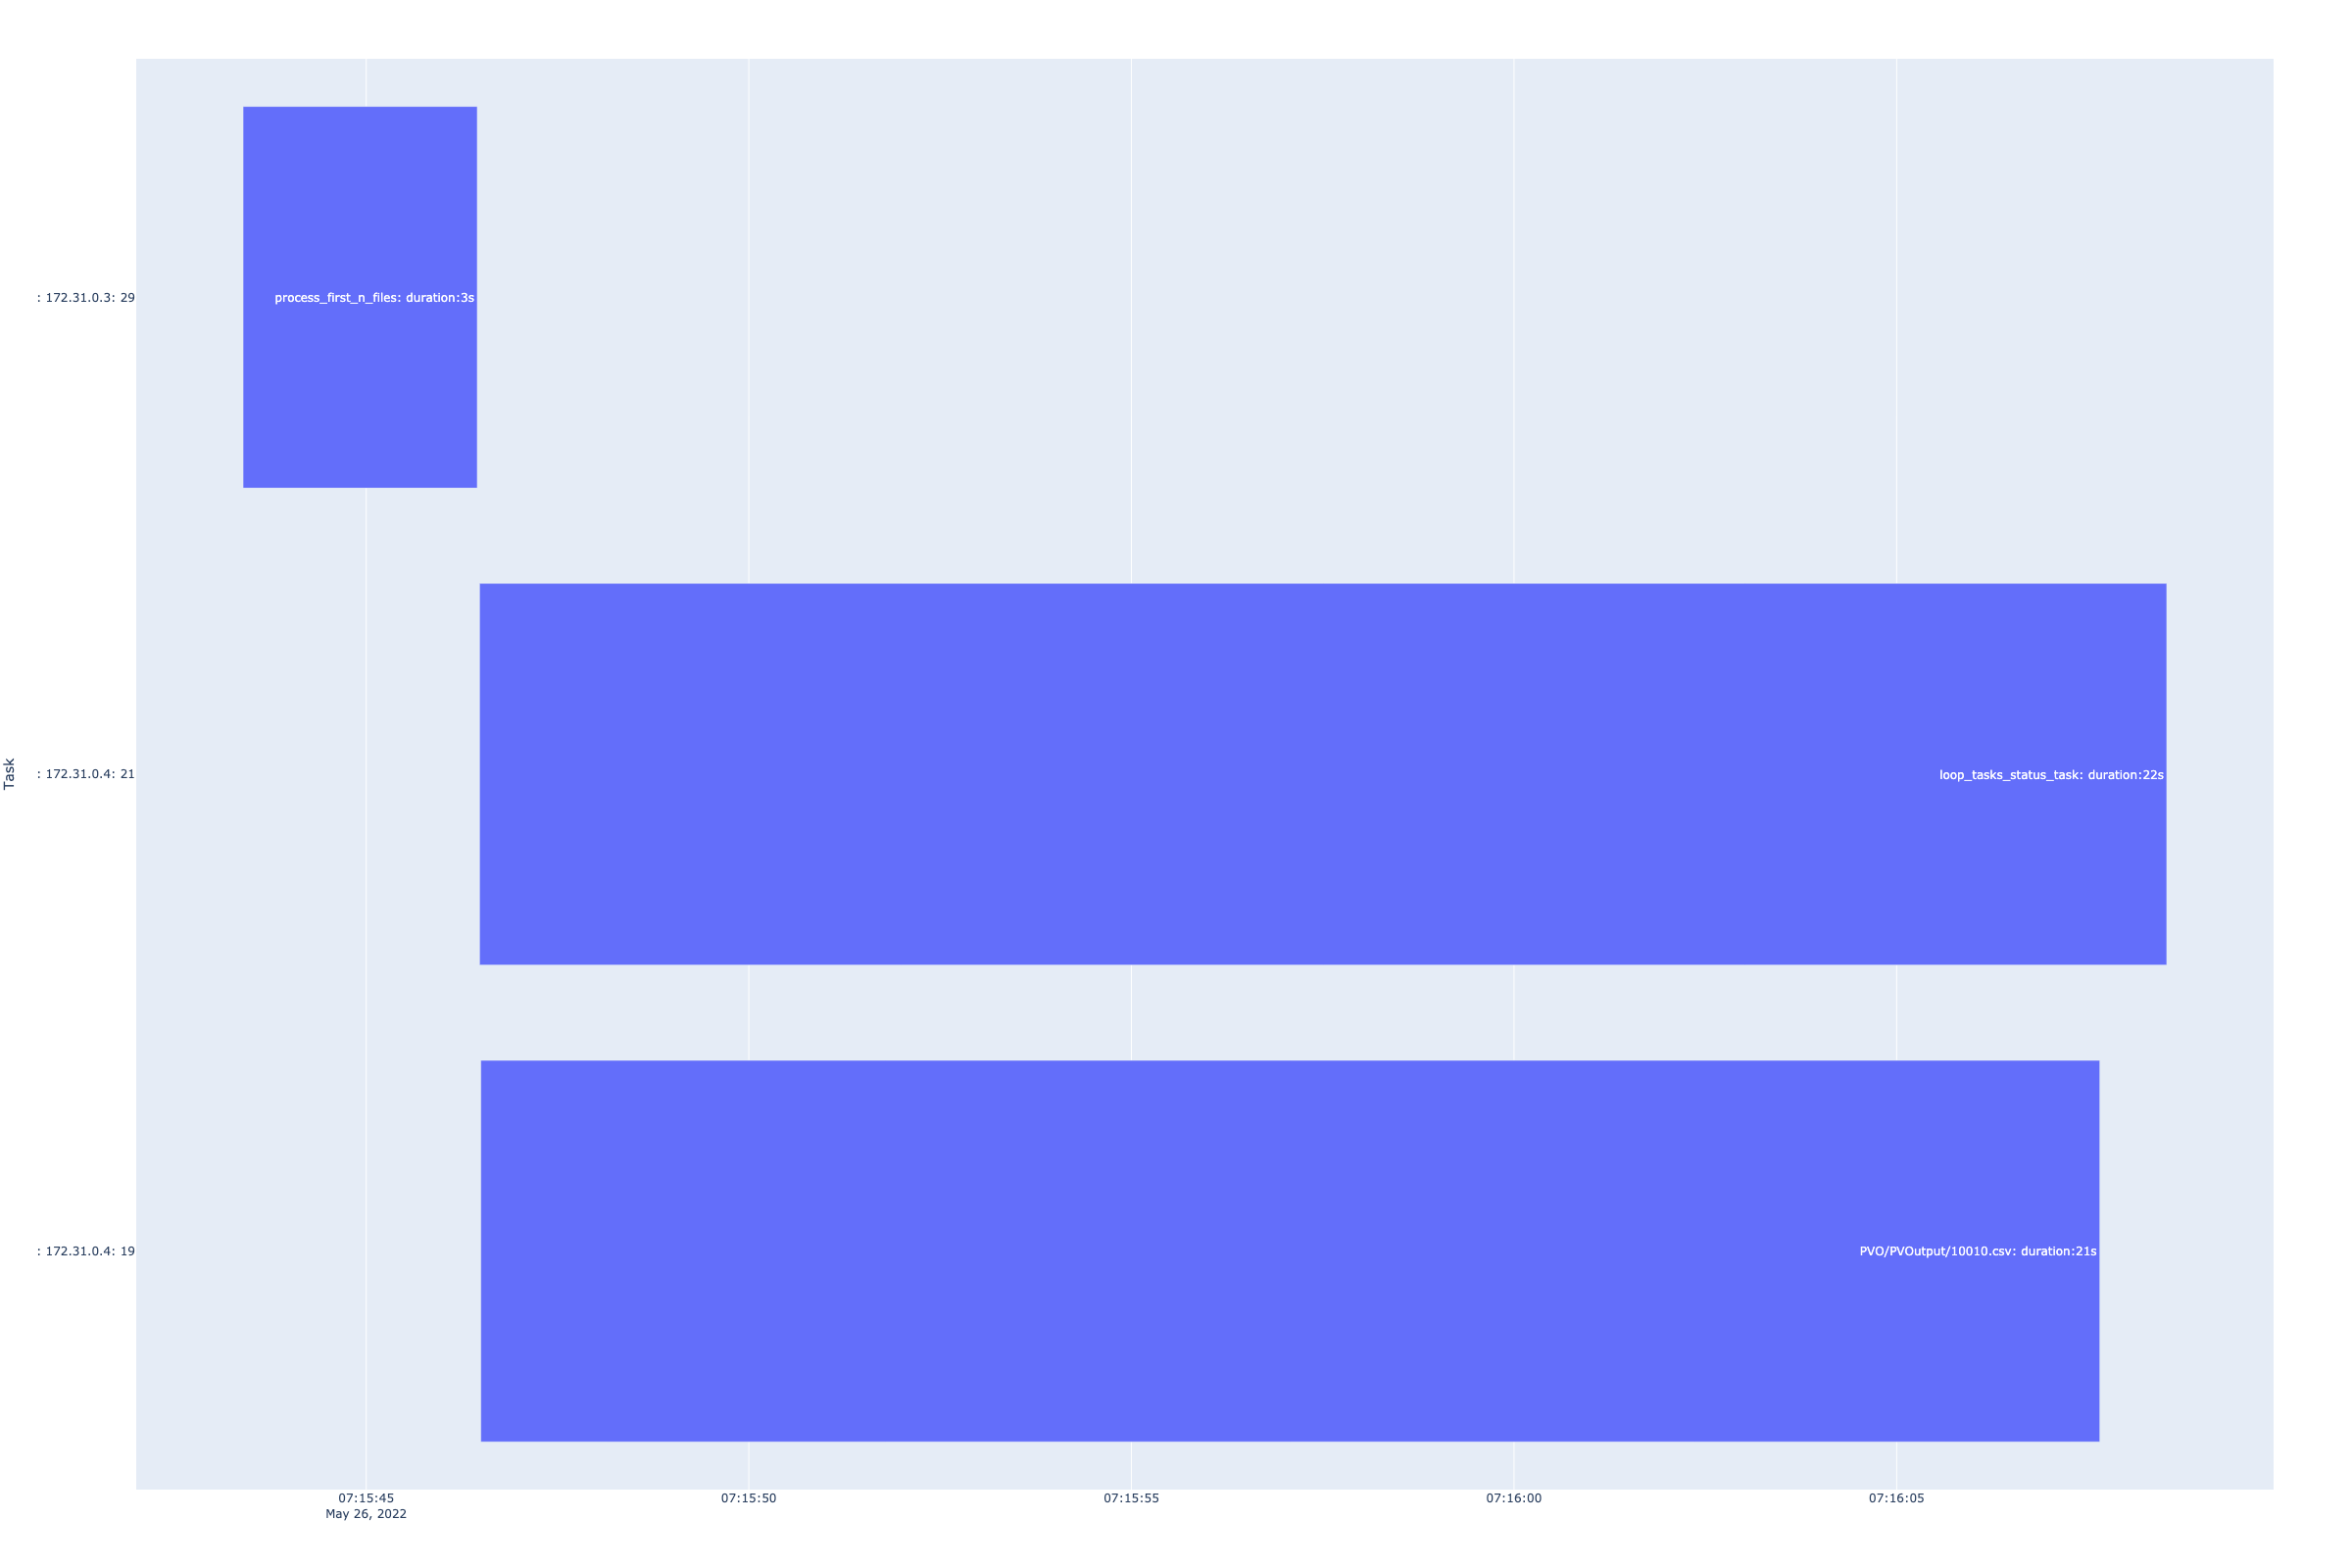 : 172.31.0.3: 29
process_first_n_files: duration:3s
: 172.31.0.4: 21
loop_tasks_status_task: duration:22s
Task
: 172.31.0.4: 19
PVO/PVOutput/10010.csv: duration:21s
07:15:45
May 26, 2022
07:15:50
07:15:55
07:16:00
07:16:05